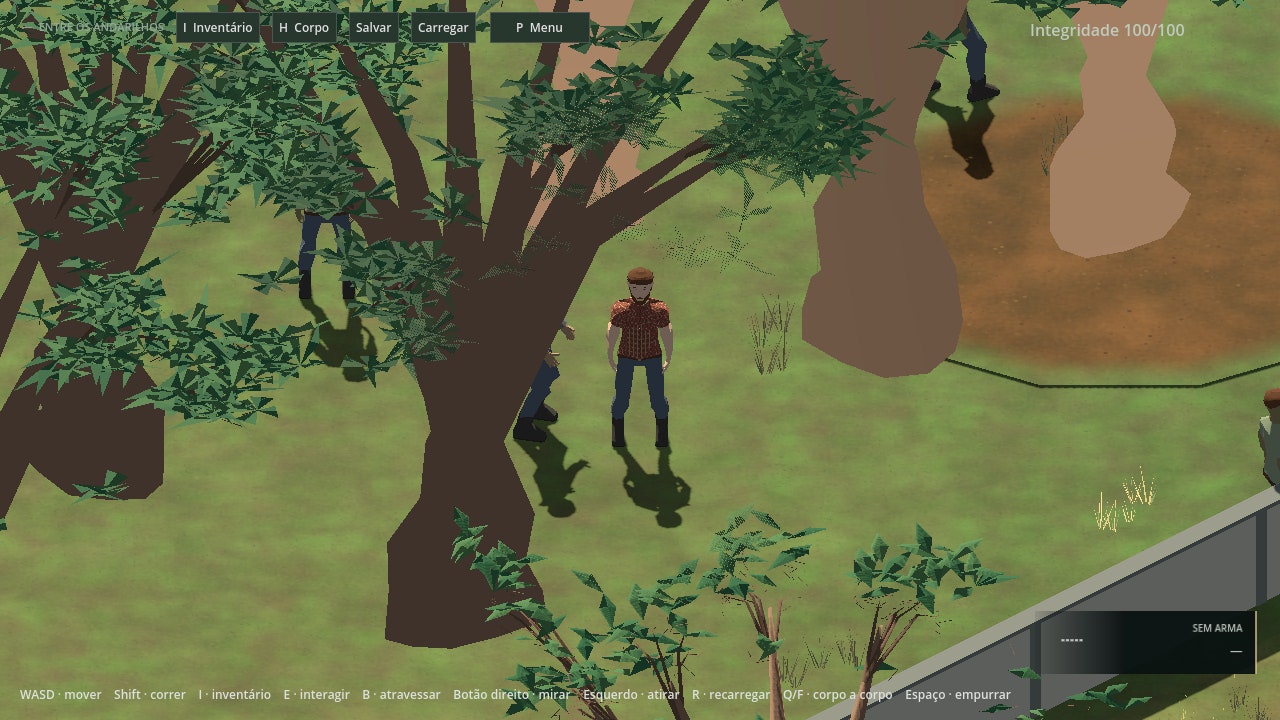 ENTRE OS ANDARILHOS
I Inventário
H Corpo
Salvar
Carregar
P Menu
Integridade 100/100
SEM ARMA
-----
—
WASD · mover Shift · correr I · inventário E · interagir B · atravessar Botão direito · mirar Esquerdo · atirar R · recarregar Q/F · corpo a corpo Espaço · empurrar